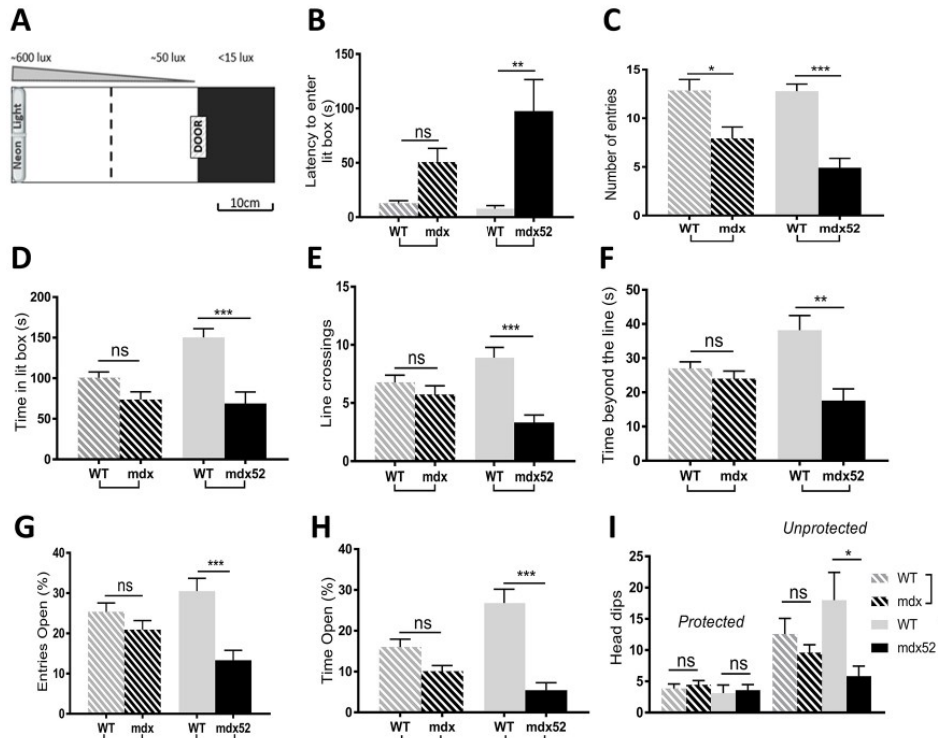 A
~600 lux
~50 lux
<15 lux
Neon Light
DOOR
10cm
B
Latency to enter
lit box (s)
150
100
50
0
ns
**
WT
mdx
WT
mdx52
C
Number of entries
15
10
5
0
*
***
WT
mdx
WT
mdx52
D
Time in lit box (s)
200
150
100
50
0
ns
***
WT
mdx
WT
mdx52
E
Line crossings
15
10
5
0
ns
***
WT
mdx
WT
mdx52
F
Time beyond the line (s)
50
40
30
20
10
0
ns
**
WT
mdx
WT
mdx52
G
Entries Open (%)
40
30
20
10
0
ns
***
WT
mdx
WT
mdx52
H
Time Open (%)
40
30
20
10
0
ns
***
WT
mdx
WT
mdx52
I
Unprotected
Protected
Head dips
30
20
10
0
ns
ns
ns
*
WT
mdx
WT
mdx52